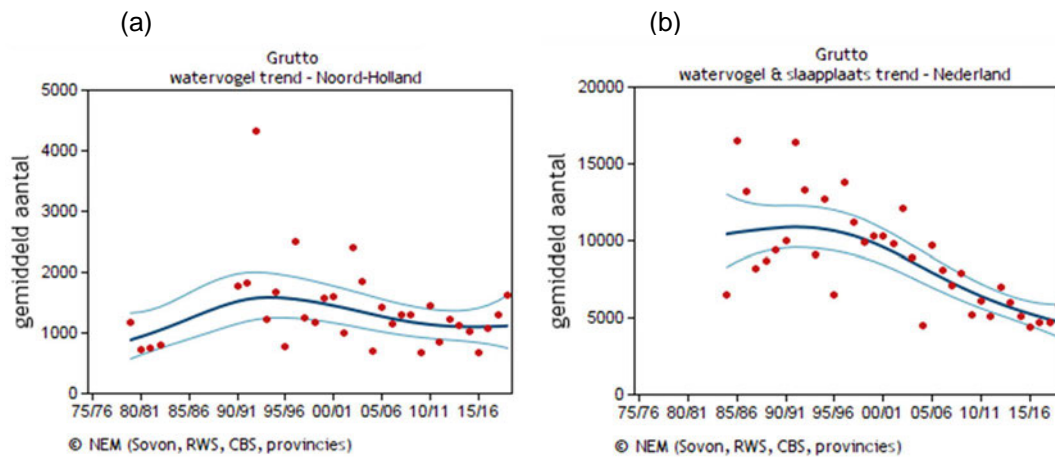 (a)
Grutto
watervogel trend - Noord-Holland
gemiddeld aantal
5000
4000
3000
2000
1000
0
75/76 80/81 85/86 90/91 95/96 00/01 05/06 10/11 15/16
© NEM (Sovon, RWS, CBS, provincies)
(b)
Grutto
watervogel & slaapplaats trend - Nederland
gemiddeld aantal
20000
15000
10000
5000
0
75/76 80/81 85/86 90/91 95/96 00/01 05/06 10/11 15/16
© NEM (Sovon, RWS, CBS, provincies)